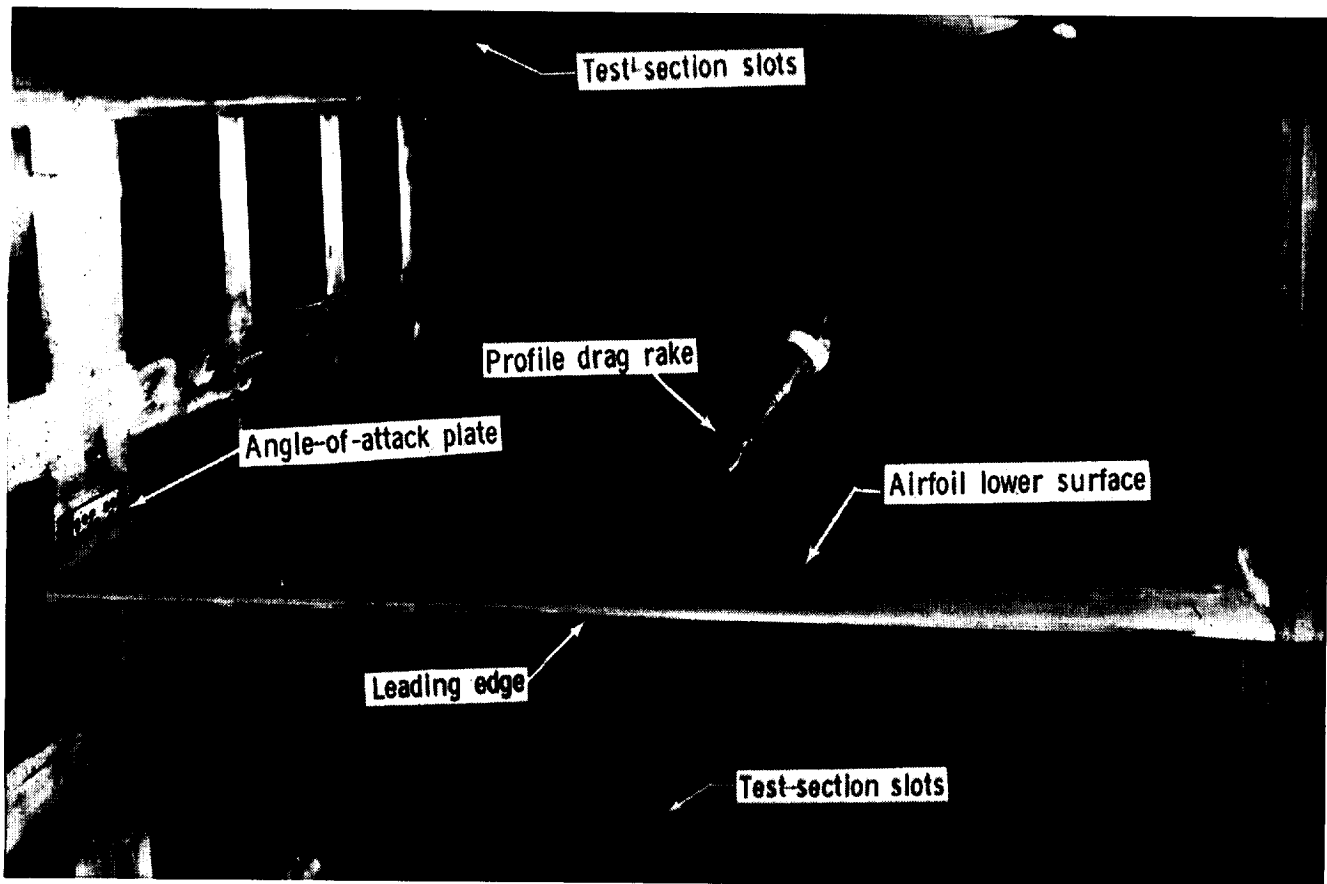 Test-section slots
Profile drag rake
Angle-of-attack plate
Airfoil lower surface
Leading edge
Test-section slots